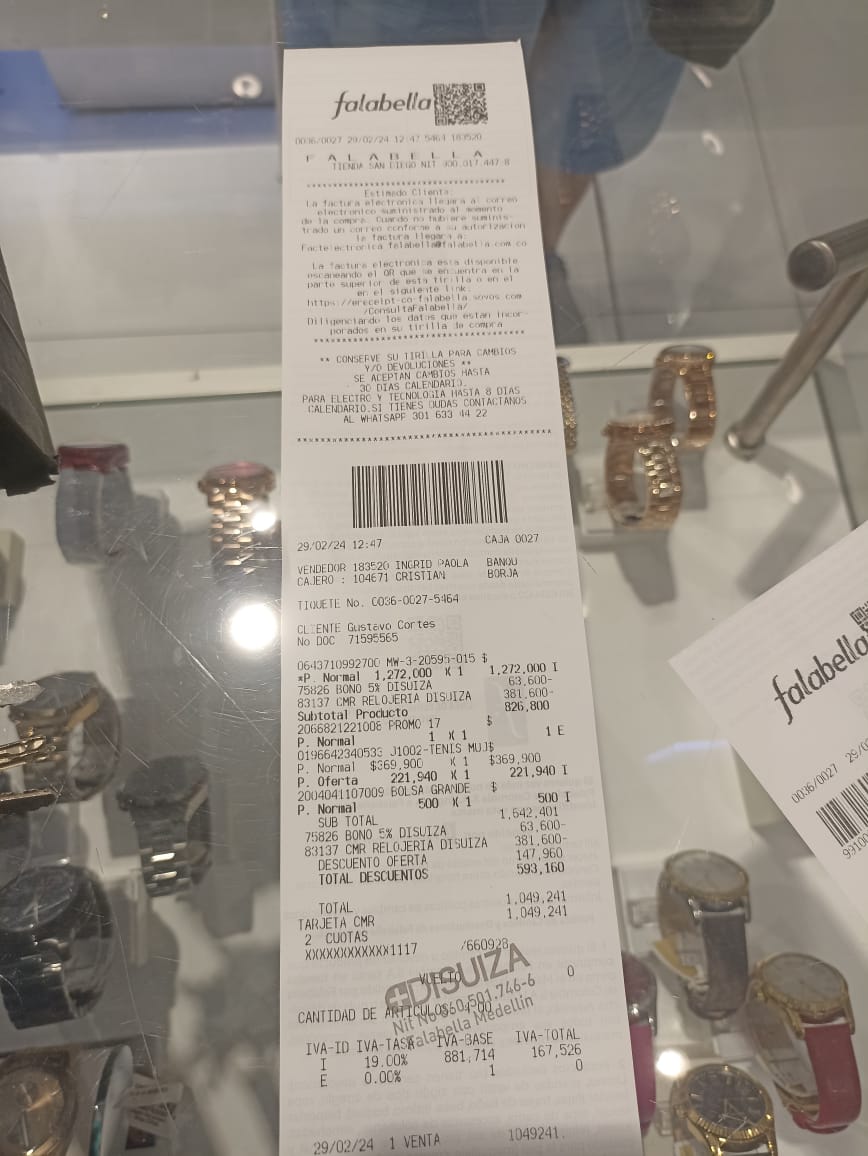 falabella
0036/0027 29/02/24 12:47 5464 183520
F A L A B E L L A
TIENDA SAN DIEGO NIT 900.017.447-8
************************************
Estimado Cliente:
La factura electronica llegara al correo
electronico suministrado al momento
de la compra. Cuando no hubiere suminis-
trado un correo conforme a su autorizacion
la factura llegara a:
Facturacion falabella@falabella.com.co
La factura electronica esta disponible
escaneando el QR que se encuentra en la
parte superior de esta tirilla o en el
en el siguiente link:
https://ereceipt-co-falabella.sovos.com
/ConsultaFalabella/
Diligenciando los datos que estan incor-
porados en su tirilla de compra
************************************
** CONSERVE SU TIRILLA PARA CAMBIOS
Y/O DEVOLUCIONES **
SE ACEPTAN CAMBIOS HASTA
30 DIAS CALENDARIO.
PARA ELECTRO Y TECNOLOGIA HASTA 8 DIAS
CALENDARIO.SI TIENES DUDAS CONTACTANOS
AL WHATSAPP 301 633 44 22
************************************
29/02/24 12:47 CAJA 0027
VENDEDOR 183520 INGRID PAOLA BANQU
CAJERO : 104671 CRISTIAN BORJA
TIQUETE No. 0036-0027-5464
CLIENTE Gustavo Cortes
No DOC 71595565
0643710992700 MW-3-20595-015 $
*P. Normal 1,272,000 X 1 1,272,000 I
75826 BONO 5% DISUIZA 63,600-
83137 CMR RELOJERIA DISUIZA 381,600-
Subtotal Producto 826,800
2066821221008 PROMO 17 $
P. Normal 1 X 1 1 E
0196642340533 J1002-TENIS MUJ$
P. Normal $369,900 X 1 $369,900
P. Oferta 221,940 X 1 221,940 I
2004041107009 BOLSA GRANDE $
P. Normal 500 X 1 500 I
SUB TOTAL 1,642,401
75826 BONO 5% DISUIZA 63,600-
83137 CMR RELOJERIA DISUIZA 381,600-
DESCUENTO OFERTA 147,960
TOTAL DESCUENTOS 593,160
TOTAL 1,049,241
TARJETA CMR 1,049,241
2 CUOTAS
XXXXXXXXXXXX1117 /660928
VUELTO 0
DISUIZA
CANTIDAD DE ARTICULOS
Nit N°860.501.746-6
Falabella Medellin
IVA-ID IVA-TASA IVA-BASE IVA-TOTAL
I 19.00% 881,714 167,526
E 0.00% 1 0
29/02/24 1 VENTA 1049241.
falabella
0036/0027 29/0